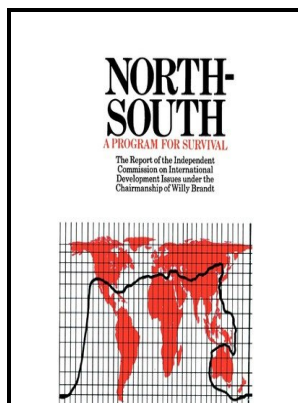 NORTH-
SOUTH
A PROGRAM FOR SURVIVAL
The Report of the Independent
Commission on International
Development Issues under the
Chairmanship of Willy Brandt